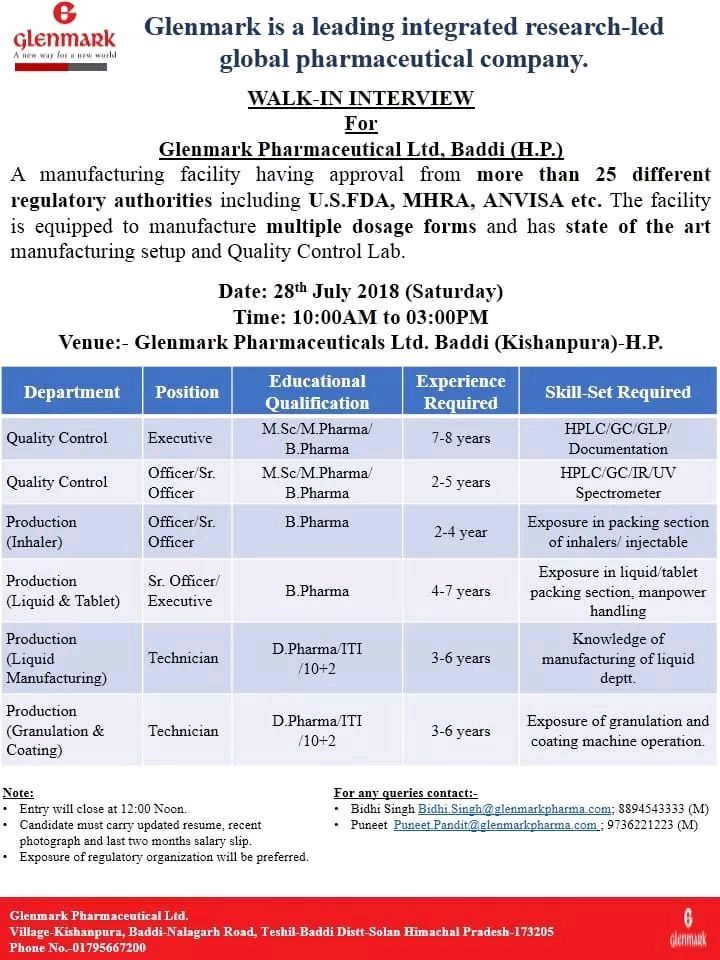 Glenmark
A new way for a new world
Glenmark is a leading integrated research-led
global pharmaceutical company.
WALK-IN INTERVIEW
For
Glenmark Pharmaceutical Ltd, Baddi (H.P.)
A manufacturing facility having approval from more than 25 different
regulatory authorities including U.S.FDA, MHRA, ANVISA etc. The facility
is equipped to manufacture multiple dosage forms and has state of the art
manufacturing setup and Quality Control Lab.
Date: 28th July 2018 (Saturday)
Time: 10:00AM to 03:00PM
Venue:- Glenmark Pharmaceuticals Ltd. Baddi (Kishanpura)-H.P.
Department
Position
Educational
Qualification
Experience
Required
Skill-Set Required
Quality Control
Executive
M.Sc/M.Pharma/
B.Pharma
7-8 years
HPLC/GC/GLP/
Documentation
Quality Control
Officer/Sr.
Officer
M.Sc/M.Pharma/
B.Pharma
2-5 years
HPLC/GC/IR/UV
Spectrometer
Production
(Inhaler)
Officer/Sr.
Officer
B.Pharma
2-4 year
Exposure in packing section
of inhalers/ injectable
Production
(Liquid & Tablet)
Sr. Officer/
Executive
B.Pharma
4-7 years
Exposure in liquid/tablet
packing section, manpower
handling
Production
(Liquid
Manufacturing)
Technician
D.Pharma/ITI
/10+2
3-6 years
Knowledge of
manufacturing of liquid
deptt.
Production
(Granulation &
Coating)
Technician
D.Pharma/ITI
/10+2
3-6 years
Exposure of granulation and
coating machine operation.
Note:
• Entry will close at 12:00 Noon.
• Candidate must carry updated resume, recent
photograph and last two months salary slip.
• Exposure of regulatory organization will be preferred.
For any queries contact:-
• Bidhi Singh Bidhi.Singh@glenmarkpharma.com; 8894543333 (M)
• Puneet Puneet.Pandit@glenmarkpharma.com ; 9736221223 (M)
Glenmark Pharmaceutical Ltd.
Village-Kishanpura, Baddi-Nalagarh Road, Teshil-Baddi Distt-Solan Himachal Pradesh-173205
Phone No.-01795667200
Glenmark